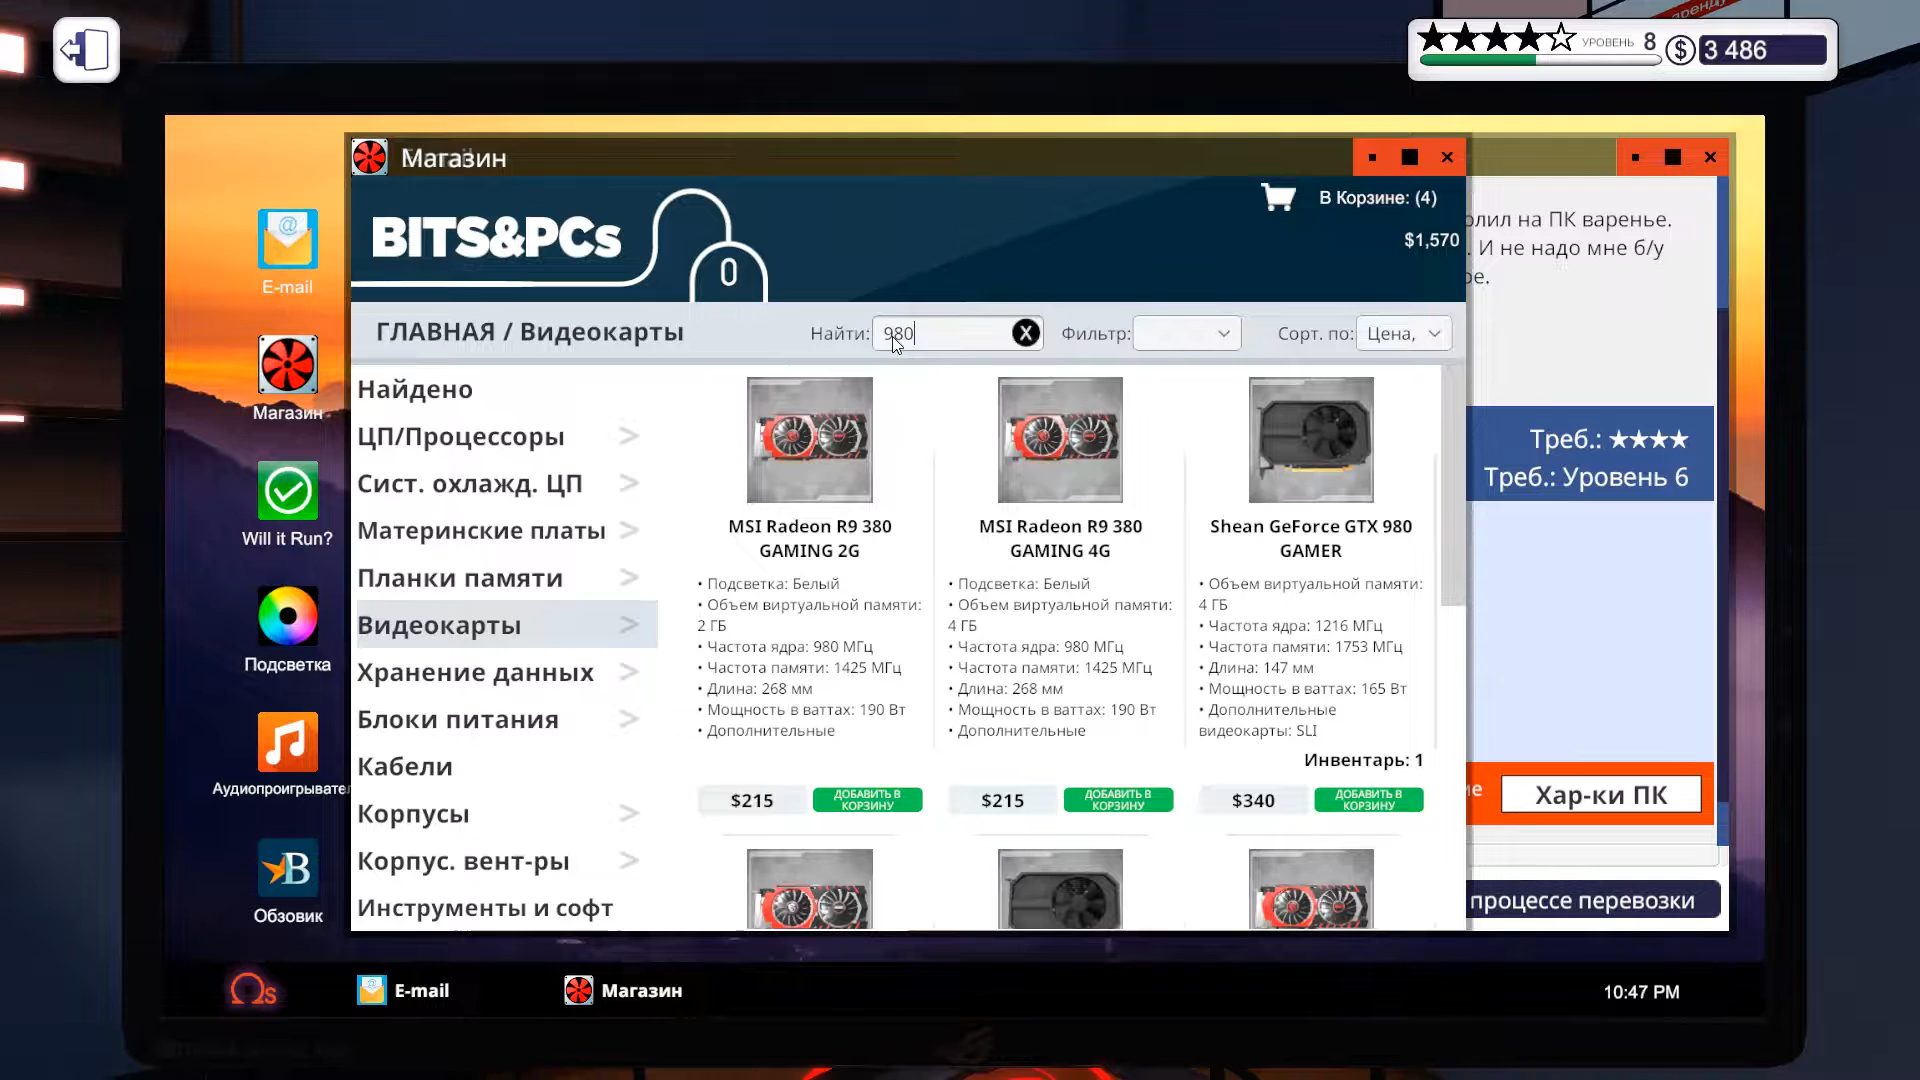 аренду
УРОВЕНЬ 8
$ 3 486
Магазин
BITS&PCs
В Корзине: (4)
$1,570
олил на ПК варенье.
. И не надо мне б/у
ре.
ГЛАВНАЯ / Видеокарты
Найти: 980
X
Фильтр:
Сорт. по: Цена,
E-mail
Магазин
Will it Run?
Подсветка
Аудиопроигрывате
Обзовик
Найдено
ЦП/Процессоры >
Сист. охлажд. ЦП >
Материнские платы >
Планки памяти >
Видеокарты >
Хранение данных >
Блоки питания >
Кабели
Корпусы >
Корпус. вент-ры >
Инструменты и софт
MSI Radeon R9 380
GAMING 2G
• Подсветка: Белый
• Объем виртуальной памяти:
2 ГБ
• Частота ядра: 980 МГц
• Частота памяти: 1425 МГц
• Длина: 268 мм
• Мощность в ваттах: 190 Вт
• Дополнительные
$215
ДОБАВИТЬ В
КОРЗИНУ
MSI Radeon R9 380
GAMING 4G
• Подсветка: Белый
• Объем виртуальной памяти:
4 ГБ
• Частота ядра: 980 МГц
• Частота памяти: 1425 МГц
• Длина: 268 мм
• Мощность в ваттах: 190 Вт
• Дополнительные
$215
ДОБАВИТЬ В
КОРЗИНУ
Shean GeForce GTX 980
GAMER
• Объем виртуальной памяти:
4 ГБ
• Частота ядра: 1216 МГц
• Частота памяти: 1753 МГц
• Длина: 147 мм
• Мощность в ваттах: 165 Вт
• Дополнительные
видеокарты: SLI
Инвентарь: 1
$340
ДОБАВИТЬ В
КОРЗИНУ
Треб.: ★★★★
Треб.: Уровень 6
ие
Хар-ки ПК
процессе перевозки
Ωs
E-mail
Магазин
10:47 PM